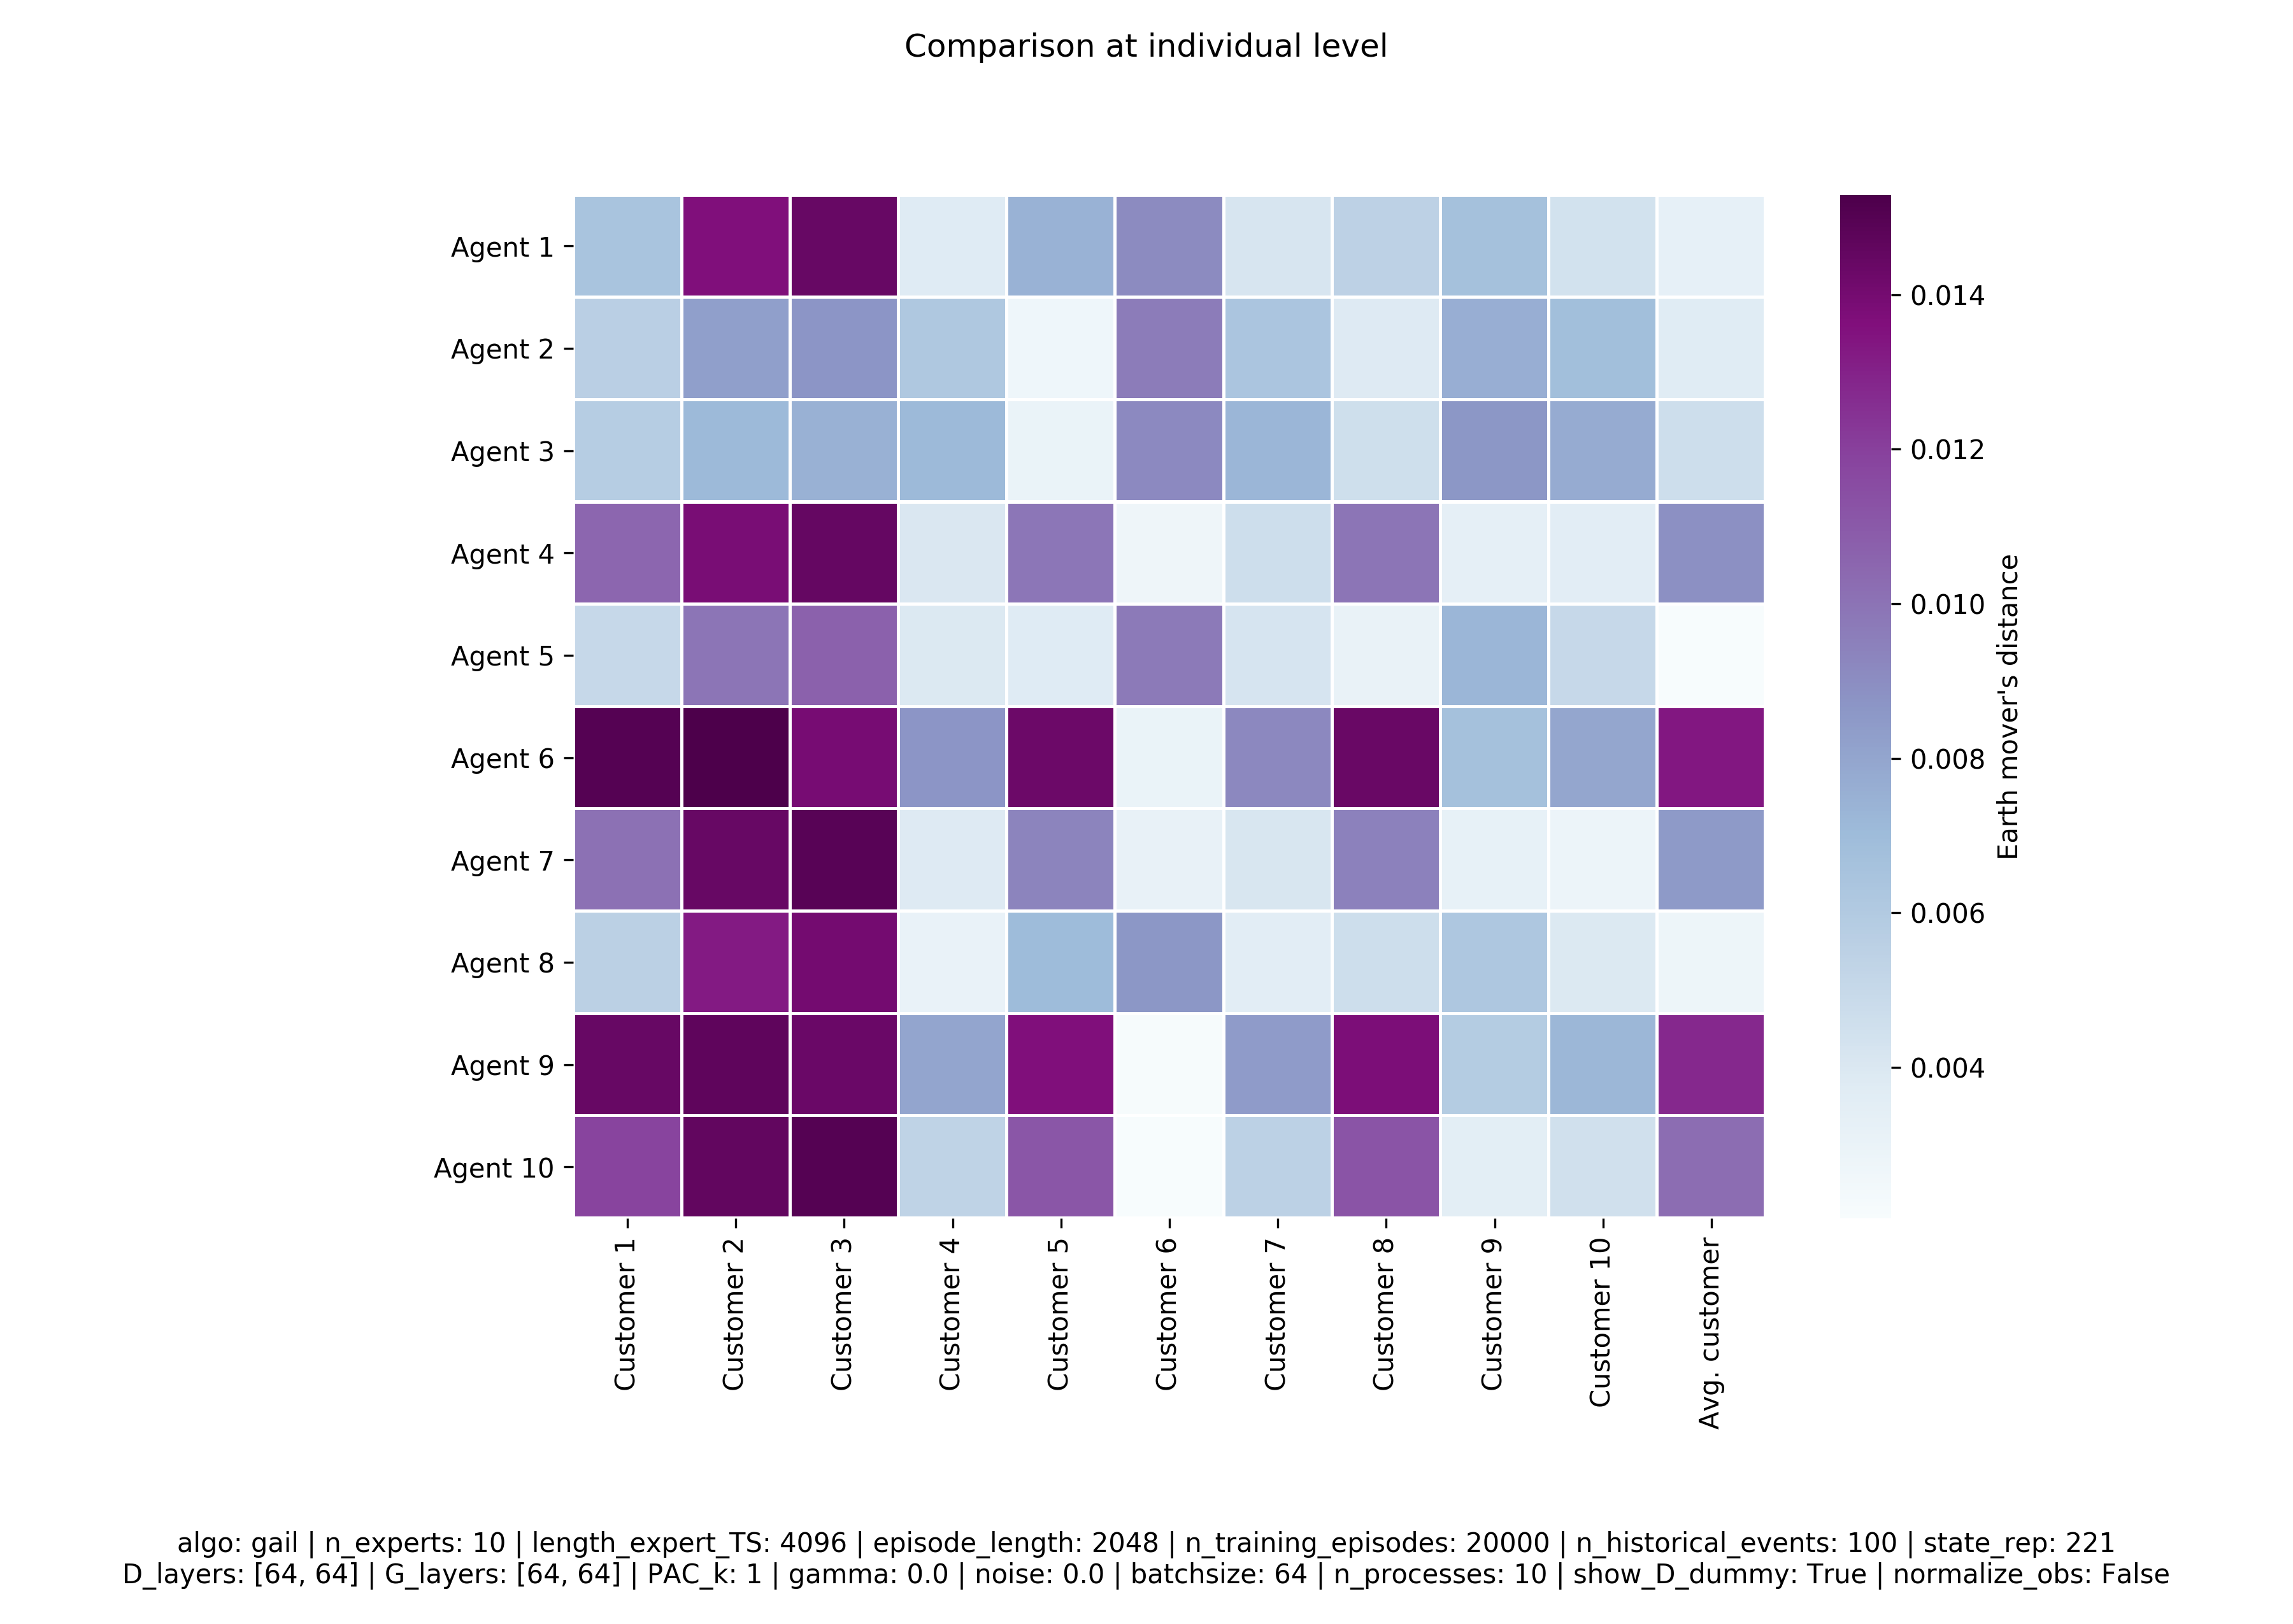 Comparison at individual level
Agent 1
Agent 2
Agent 3
Agent 4
Agent 5
Agent 6
Agent 7
Agent 8
Agent 9
Agent 10
Customer 1
Customer 2
Customer 3
Customer 4
Customer 5
Customer 6
Customer 7
Customer 8
Customer 9
Customer 10
Avg. customer
0.014
0.012
0.010
0.008
0.006
0.004
Earth mover's distance
algo: gail | n_experts: 10 | length_expert_TS: 4096 | episode_length: 2048 | n_training_episodes: 20000 | n_historical_events: 100 | state_rep: 221
D_layers: [64, 64] | G_layers: [64, 64] | PAC_k: 1 | gamma: 0.0 | noise: 0.0 | batchsize: 64 | n_processes: 10 | show_D_dummy: True | normalize_obs: False